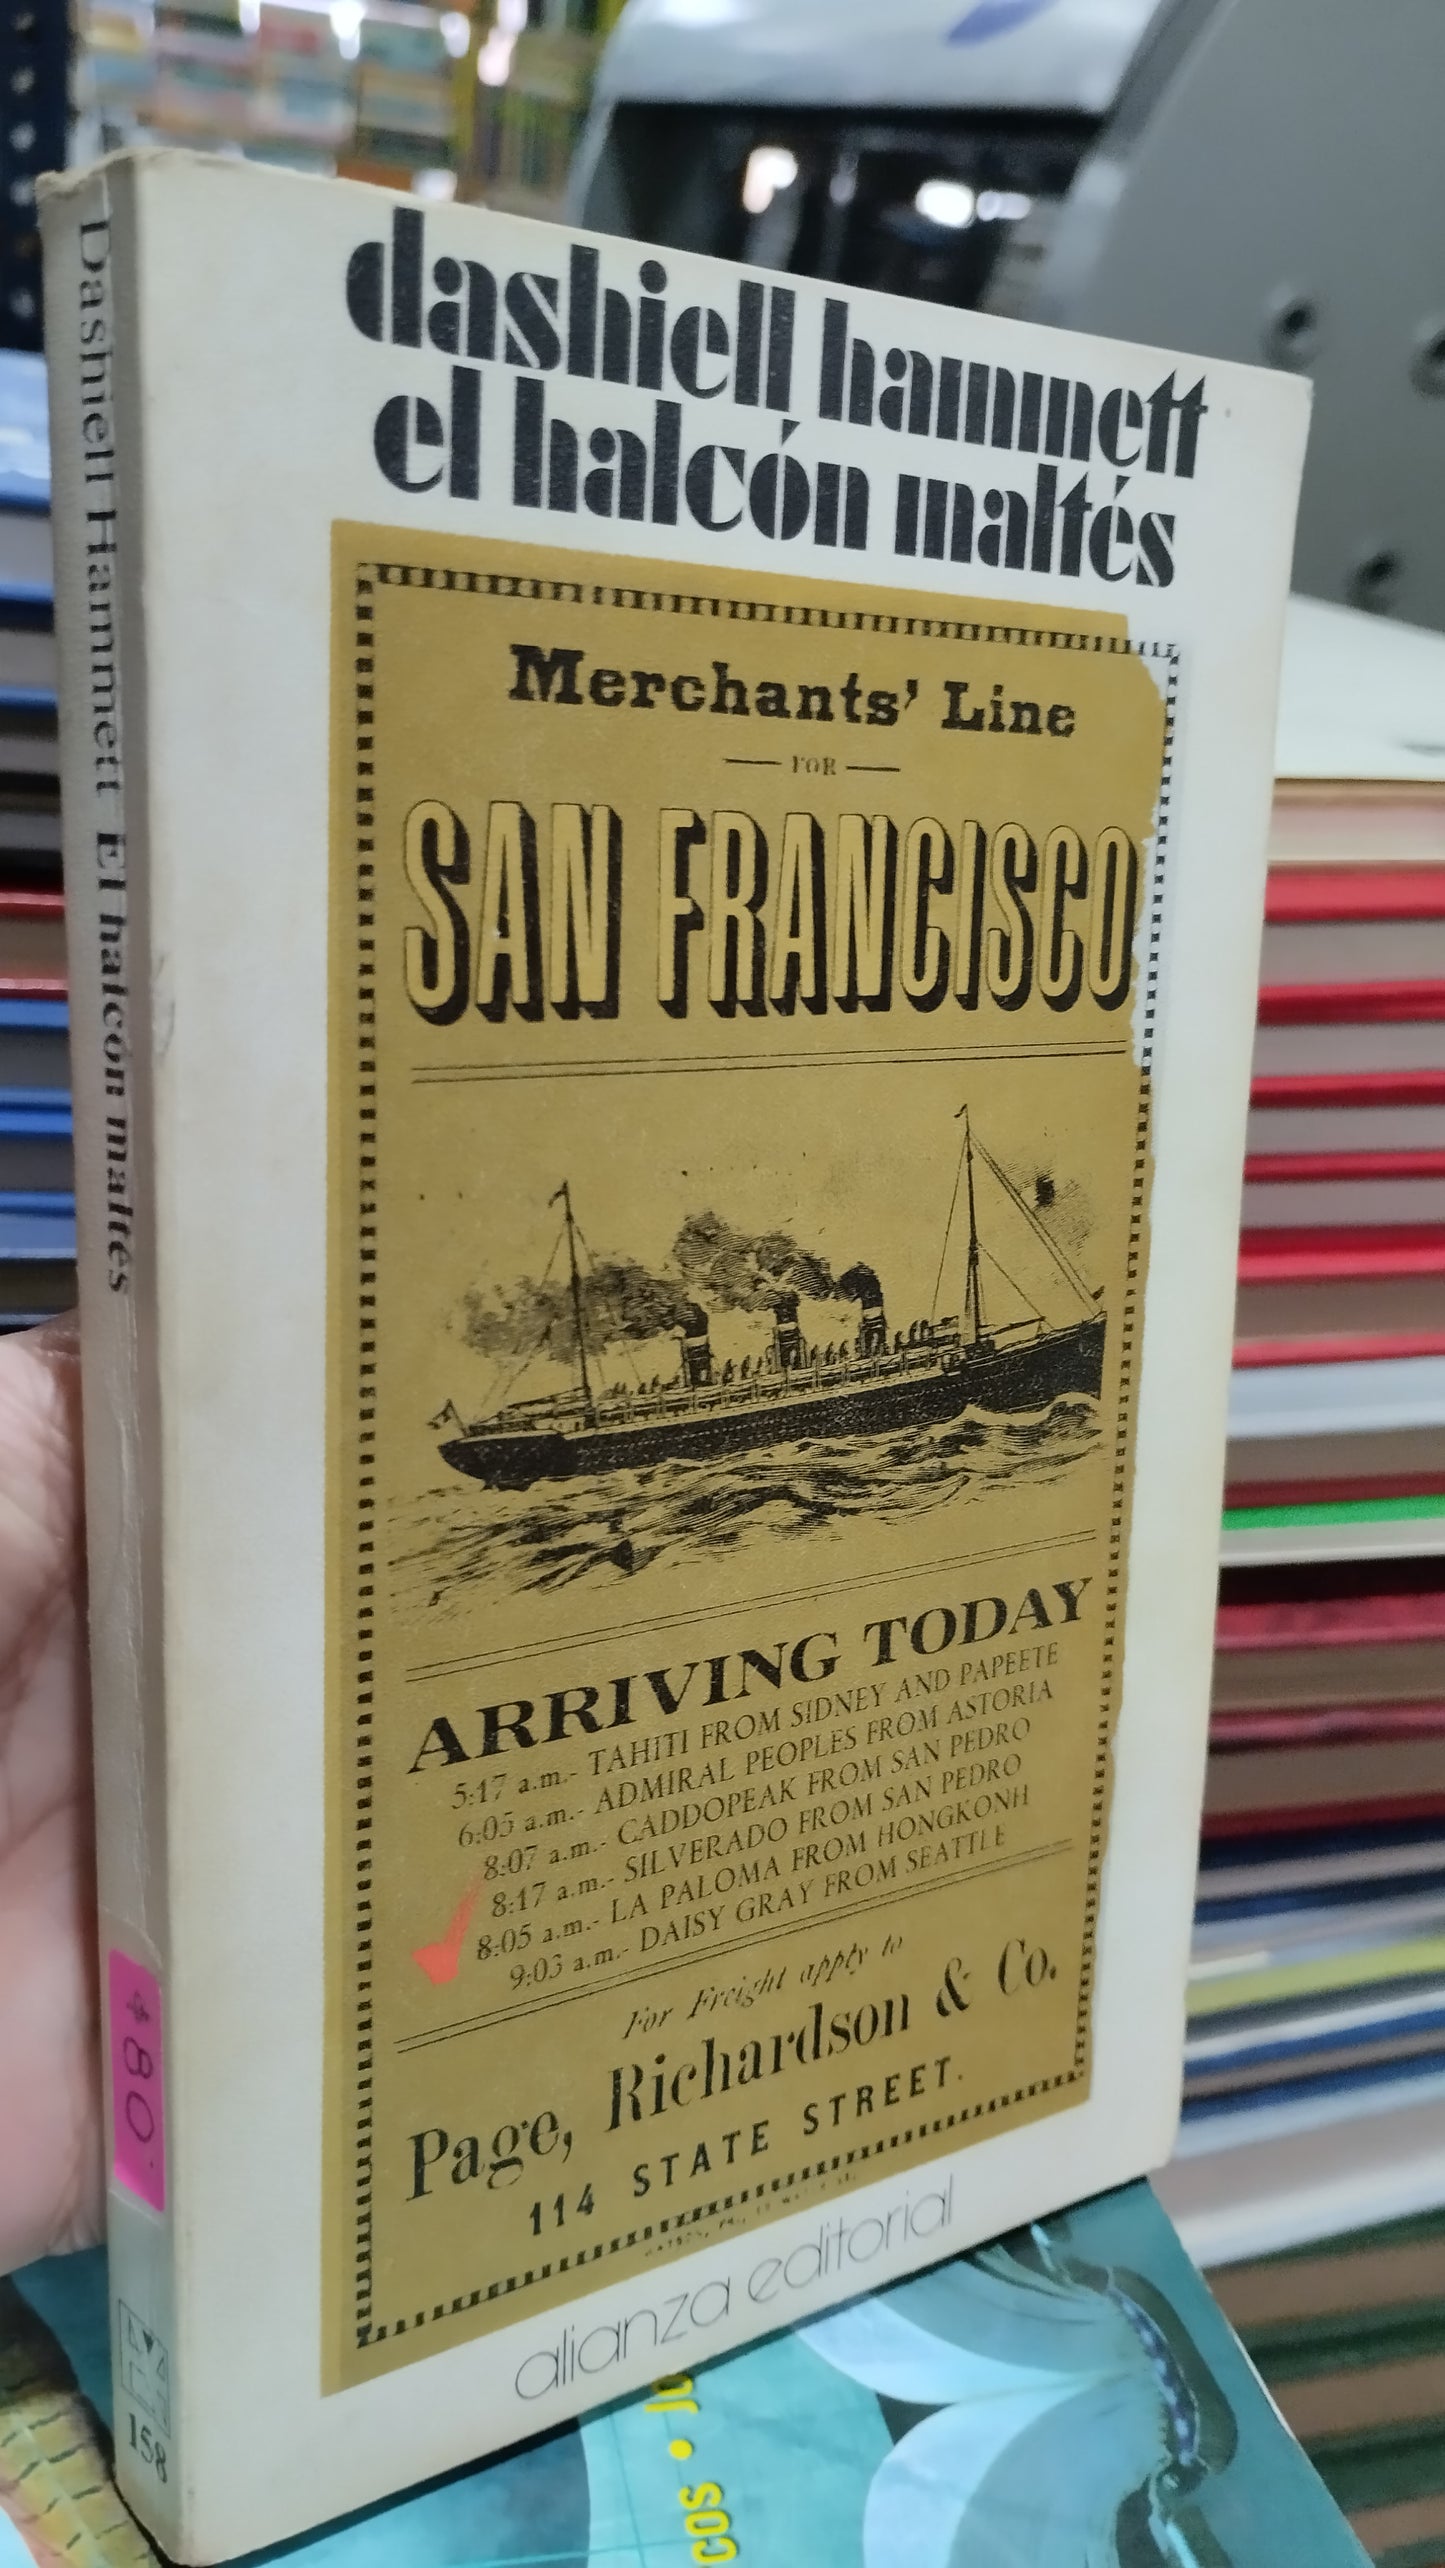 dashiell hammett
el halcón maltés
Merchants' Line
FOR
SAN FRANCISCO
ARRIVING TODAY
5:17 a.m.- TAHITI FROM SIDNEY AND PAPEETE
6:05 a.m.- ADMIRAL PEOPLES FROM ASTORIA
8:07 a.m.- CADDOPEAK FROM SAN PEDRO
8:17 a.m.- SILVERADO FROM SAN PEDRO
8:05 a.m.- LA PALOMA FROM HONGKONH
9:03 a.m.- DAISY GRAY FROM SEATTLE
For Freight apply to
Page, Richardson & Co.
114 STATE STREET.
alianza editorial
Dashiell Hammett El halcón maltés
$80
158
COS • JO